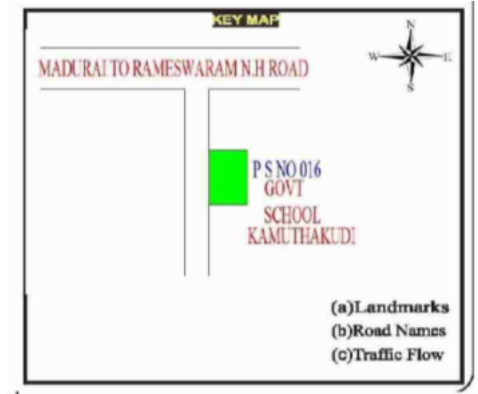 KEY MAP
N
W E
S
MADURAI TO RAMESWARAM N.H ROAD
P S NO 016
GOVT
SCHOOL
KAMUTHAKUDI
(a)Landmarks
(b)Road Names
(c)Traffic Flow